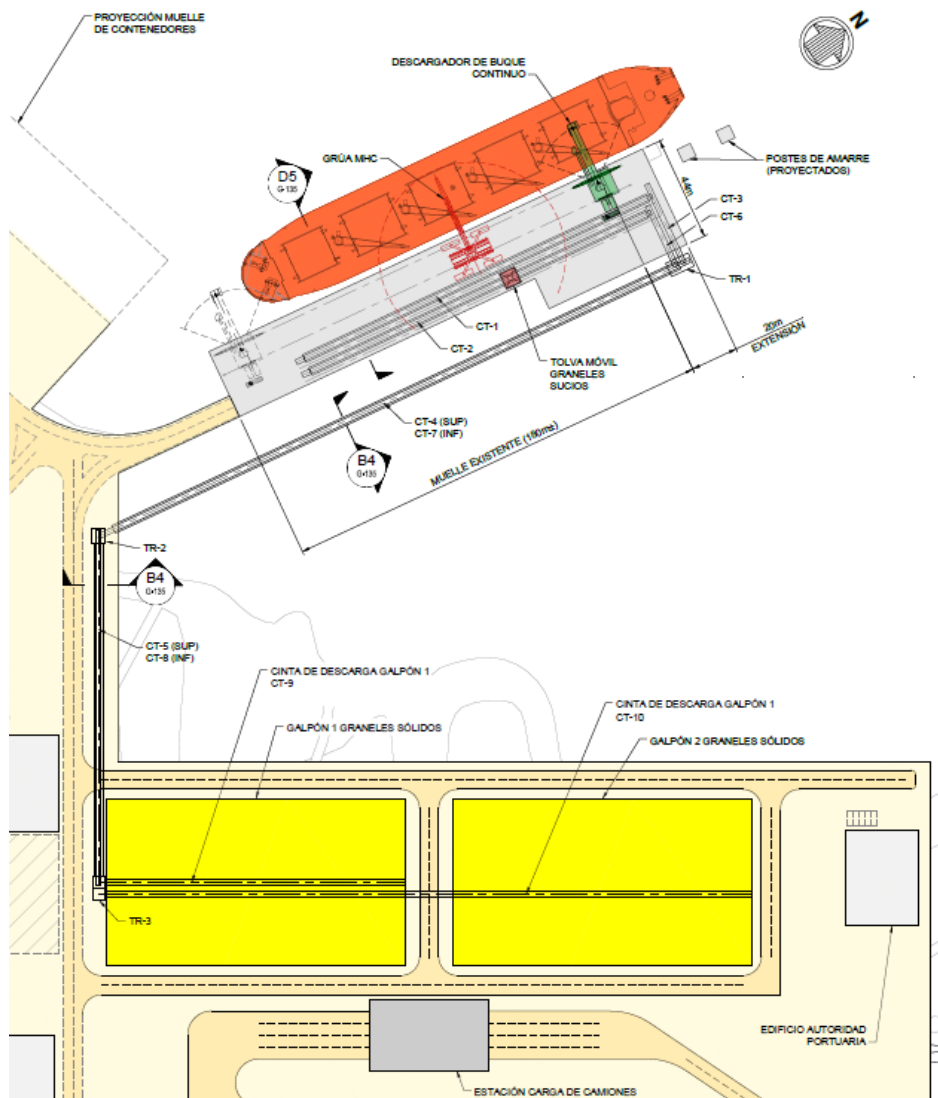 PROYECCIÓN MUELLE
DE CONTENEDORES
N
DESCARGADOR DE BUQUE
CONTINUO
GRÚA MHC
POSTES DE AMARRE
(PROYECTADOS)
D5
G-135
44m
CT-3
CT-6
TR-1
CT-1
CT-2
20m
EXTENSIÓN
TOLVA MÓVIL
GRANELES
SUCIOS
CT-4 (SUP)
CT-7 (INF)
MUELLE EXISTENTE (180m±)
B4
G-135
TR-2
B4
G-135
CT-5 (SUP)
CT-8 (INF)
CINTA DE DESCARGA GALPÓN 1
CT-9
CINTA DE DESCARGA GALPÓN 1
CT-10
GALPÓN 1 GRANELES SÓLIDOS
GALPÓN 2 GRANELES SÓLIDOS
TR-3
EDIFICIO AUTORIDAD
PORTUARIA
ESTACIÓN CARGA DE CAMIONES